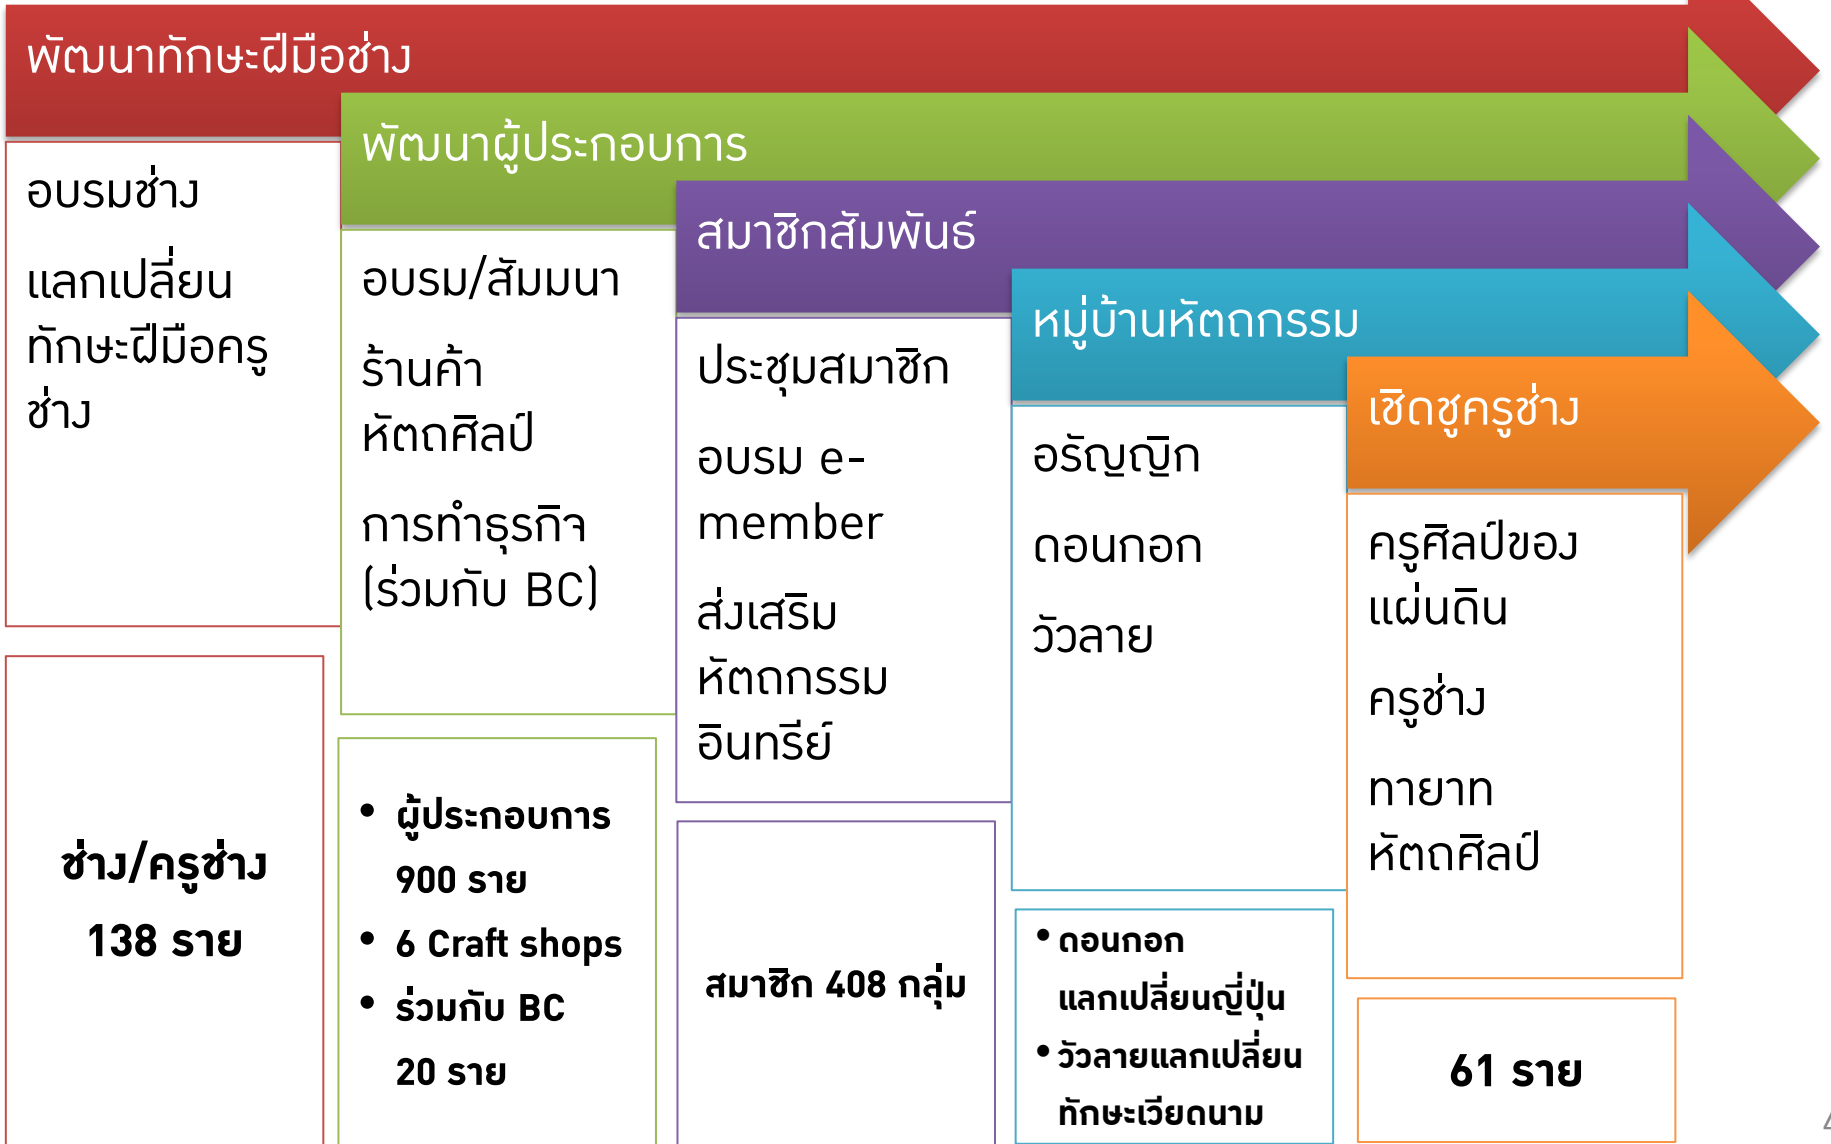 พัฒนาทักษะฝีมือช่าง
อบรมช่าง
แลกเปลี่ยน
ทักษะฝีมือครู
ช่าง
ช่าง/ครูช่าง
138 ราย
พัฒนาผู้ประกอบการ
อบรม/สัมมนา
ร้านค้า
หัตถศิลป์
การทำธุรกิจ
(ร่วมกับ BC)
• ผู้ประกอบการ
900 ราย
• 6 Craft shops
• ร่วมกับ BC
20 ราย
สมาชิกสัมพันธ์
ประชุมสมาชิก
อบรม e-
member
ส่งเสริม
หัตถกรรม
อินทรีย์
สมาชิก 408 กลุ่ม
หมู่บ้านหัตถกรรม
อรัญญิก
ดอนกอก
วัวลาย
• ดอนกอก
แลกเปลี่ยนญี่ปุ่น
• วัวลายแลกเปลี่ยน
ทักษะเวียดนาม
เชิดชูครูช่าง
ครูศิลป์ของ
แผ่นดิน
ครูช่าง
ทายาท
หัตถศิลป์
61 ราย